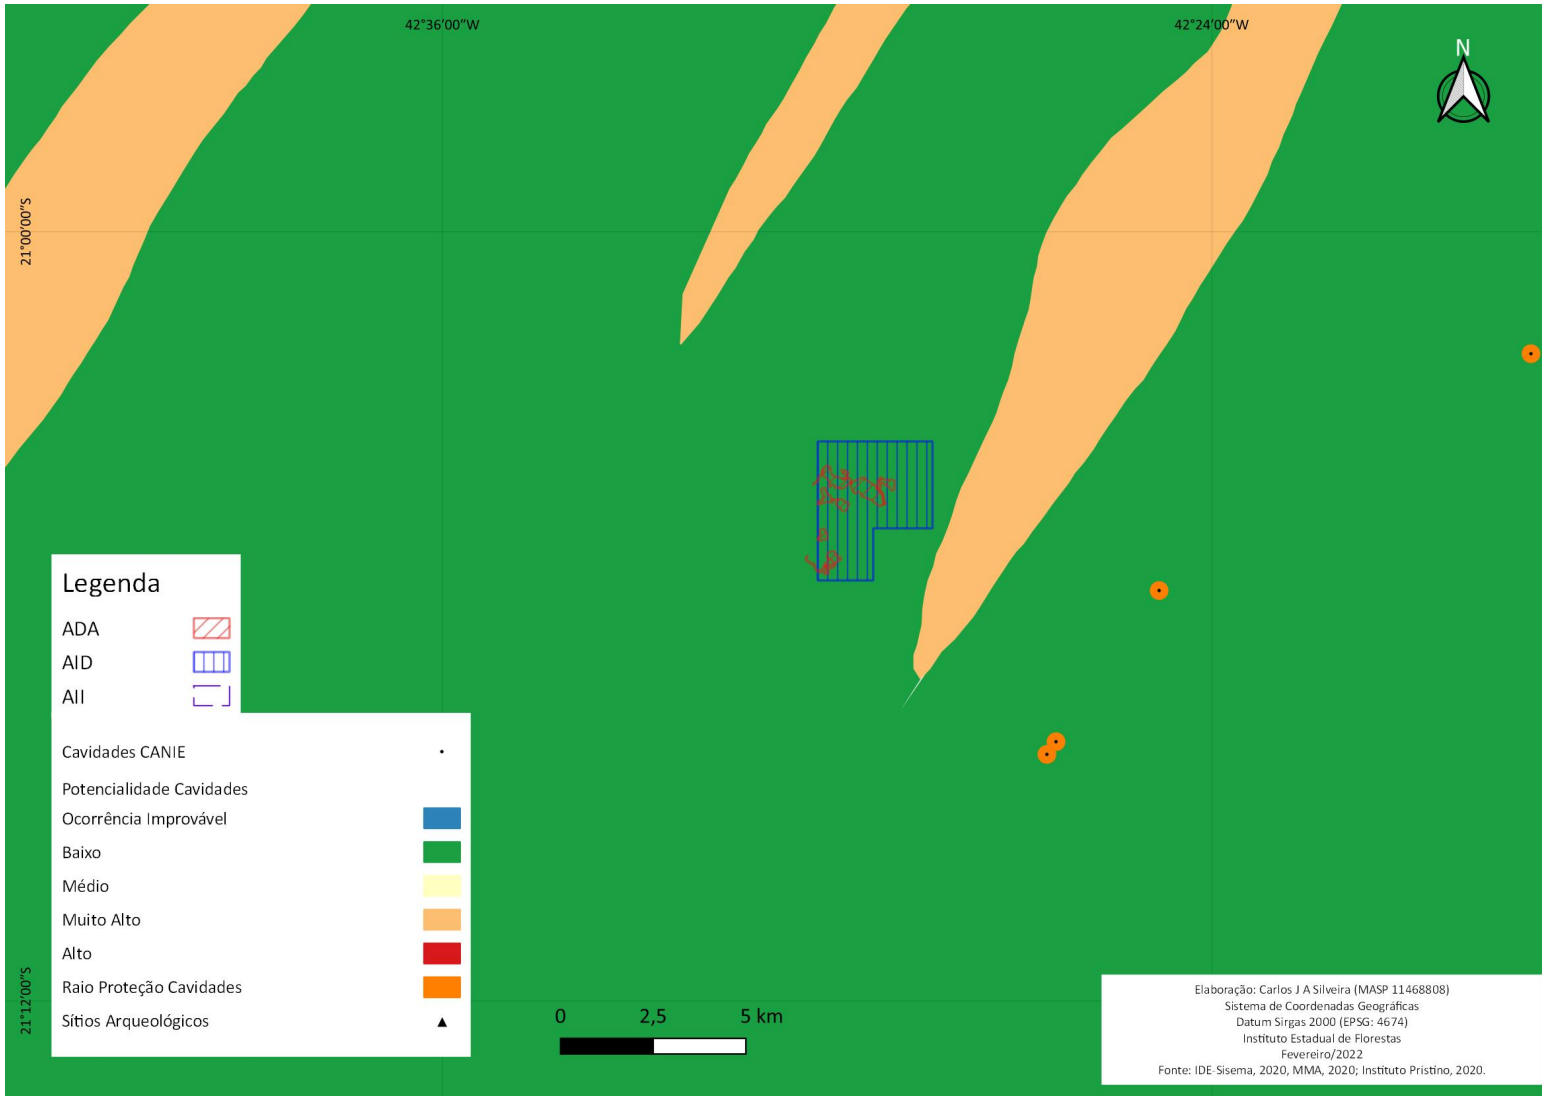 42°36'00"W
42°24'00"W
N
21°00'00"S
Legenda
ADA
AID
AII
Cavidades CANIE
Potencialidade Cavidades
Ocorrência Improvável
Baixo
Médio
Muito Alto
Alto
Raio Proteção Cavidades
Sítios Arqueológicos
21°12'00"S
0 2,5 5 km
Elaboração: Carlos J A Silveira (MASP 11468808)
Sistema de Coordenadas Geográficas
Datum Sirgas 2000 (EPSG: 4674)
Instituto Estadual de Florestas
Fevereiro/2022
Fonte: IDE-Sisema, 2020, MMA, 2020; Instituto Pristino, 2020.